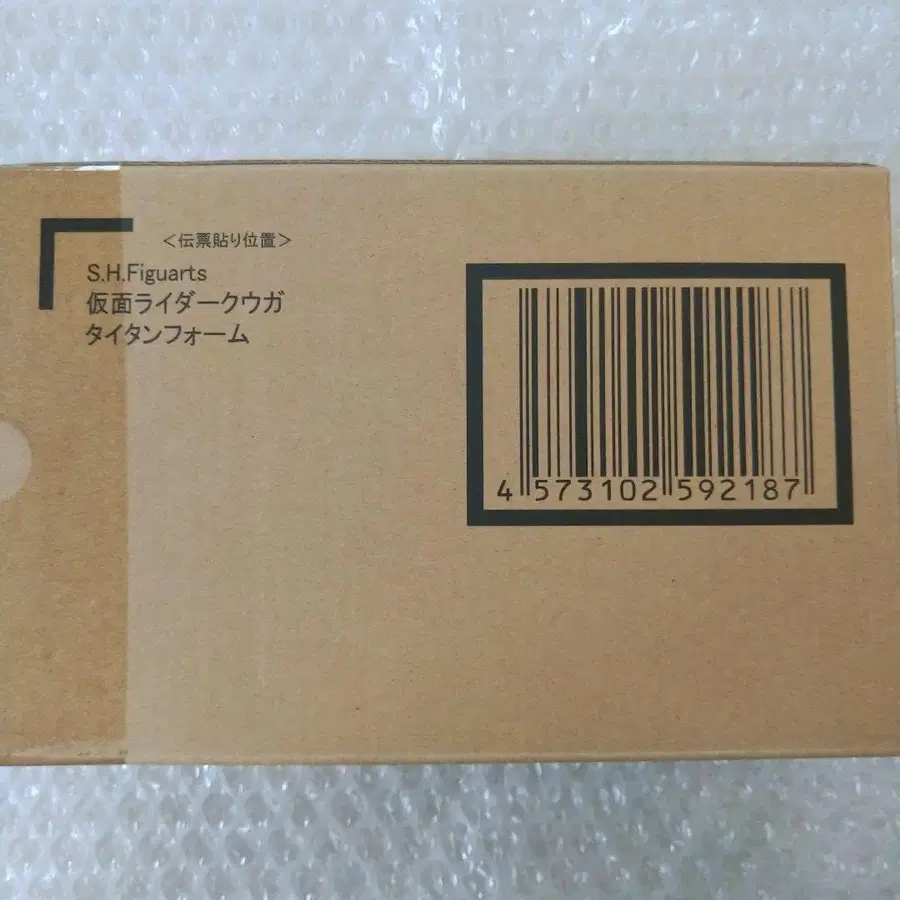 <伝票貼り位置>
S.H.Figuarts
仮面ライダークウガ
タイタンフォーム
4 573102 592187